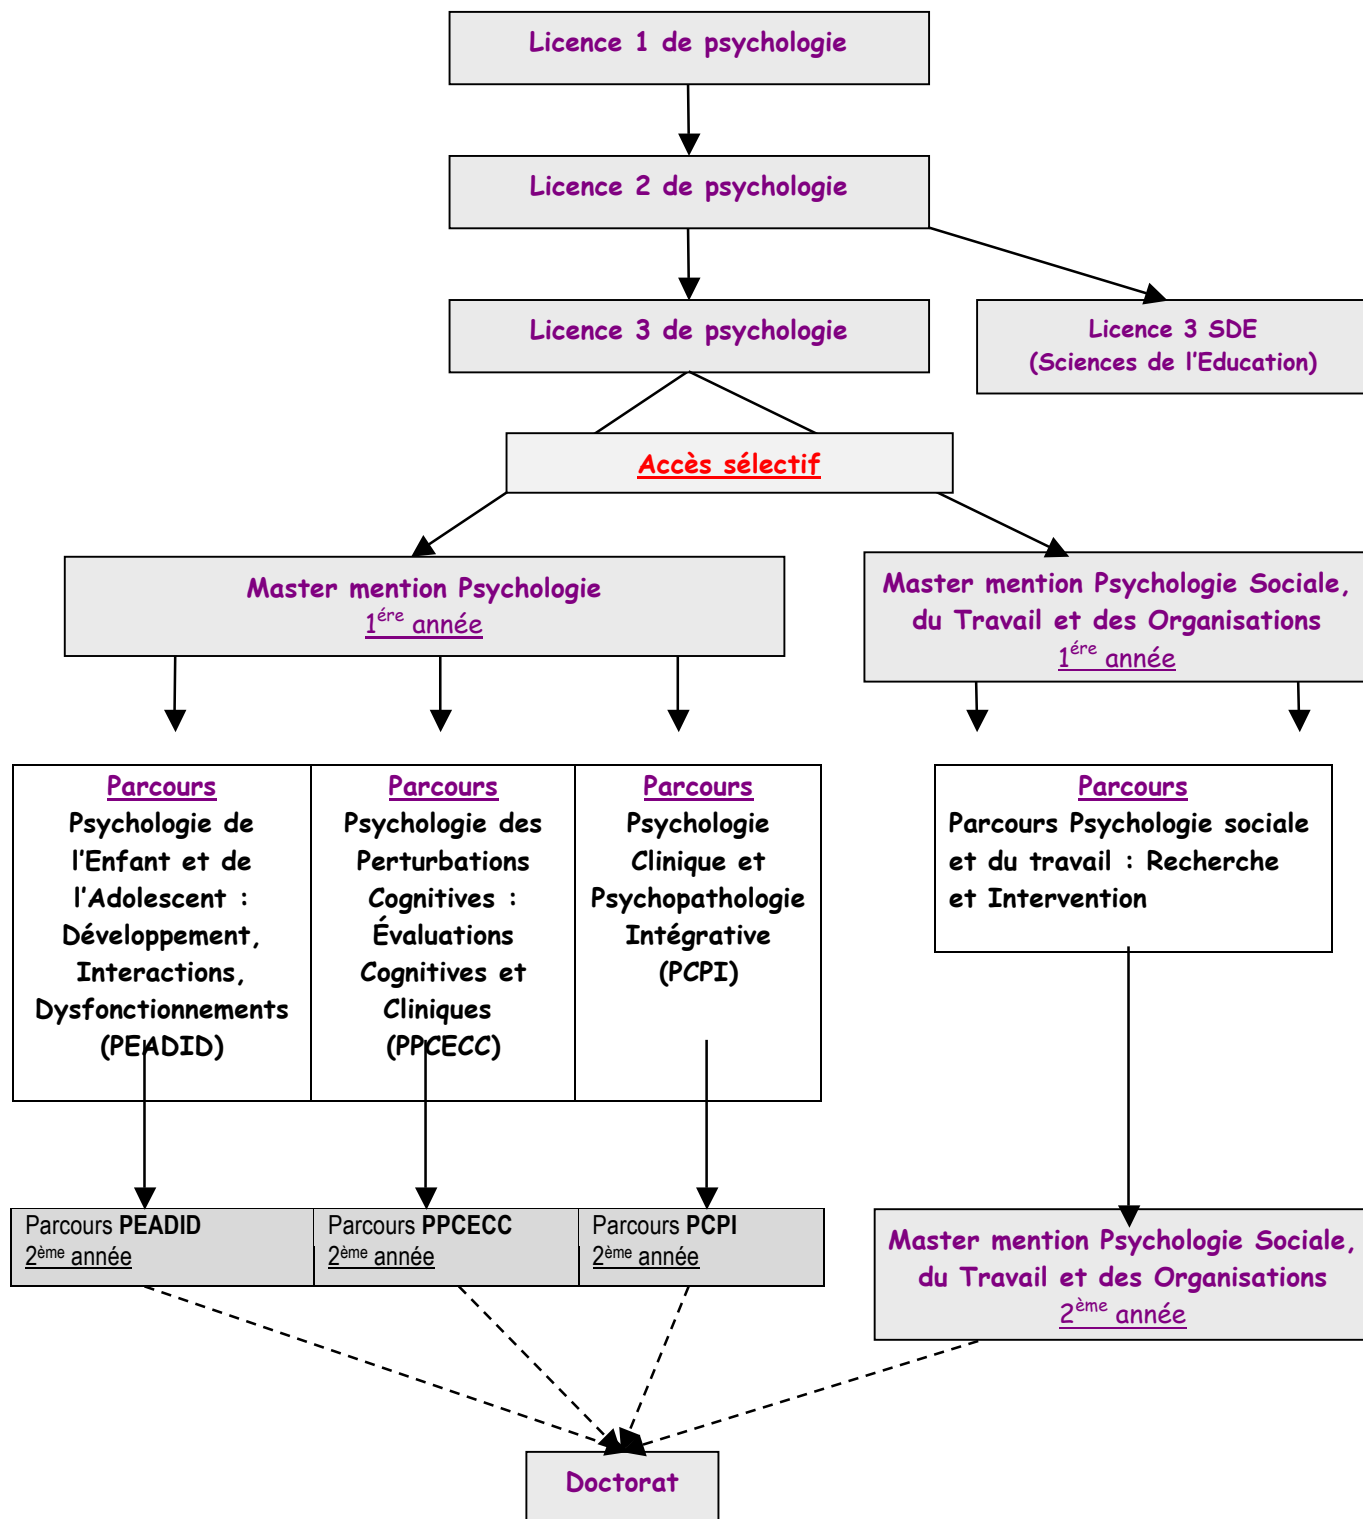 Licence 1 de psychologie
Licence 2 de psychologie
Licence 3 de psychologie
Licence 3 SDE
(Sciences de l'Education)
Accès sélectif
Master mention Psychologie
1ére année
Master mention Psychologie Sociale,
du Travail et des Organisations
1ére année
Parcours
Psychologie de
l'Enfant et de
l'Adolescent :
Développement,
Interactions,
Dysfonctionnements
(PEADID)
Parcours
Psychologie des
Perturbations
Cognitives :
Évaluations
Cognitives et
Cliniques
(PPCECC)
Parcours
Psychologie
Clinique et
Psychopathologie
Intégrative
(PCPI)
Parcours
Parcours Psychologie sociale
et du travail : Recherche
et Intervention
Parcours PEADID
2ème année
Parcours PPCECC
2ème année
Parcours PCPI
2ème année
Master mention Psychologie Sociale,
du Travail et des Organisations
2ème année
Doctorat